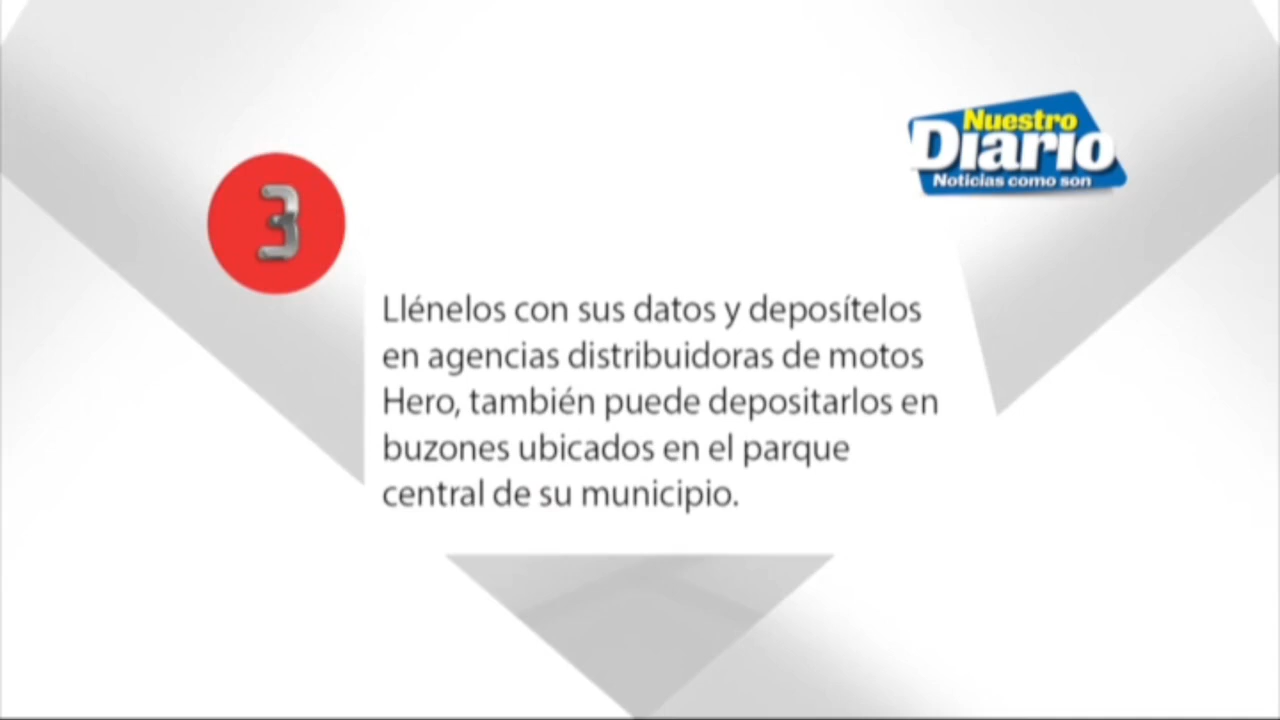 Nuestro
Diario
Noticias como son
3
Llénelos con sus datos y deposítelos
en agencias distribuidoras de motos
Hero, también puede depositarlos en
buzones ubicados en el parque
central de su municipio.